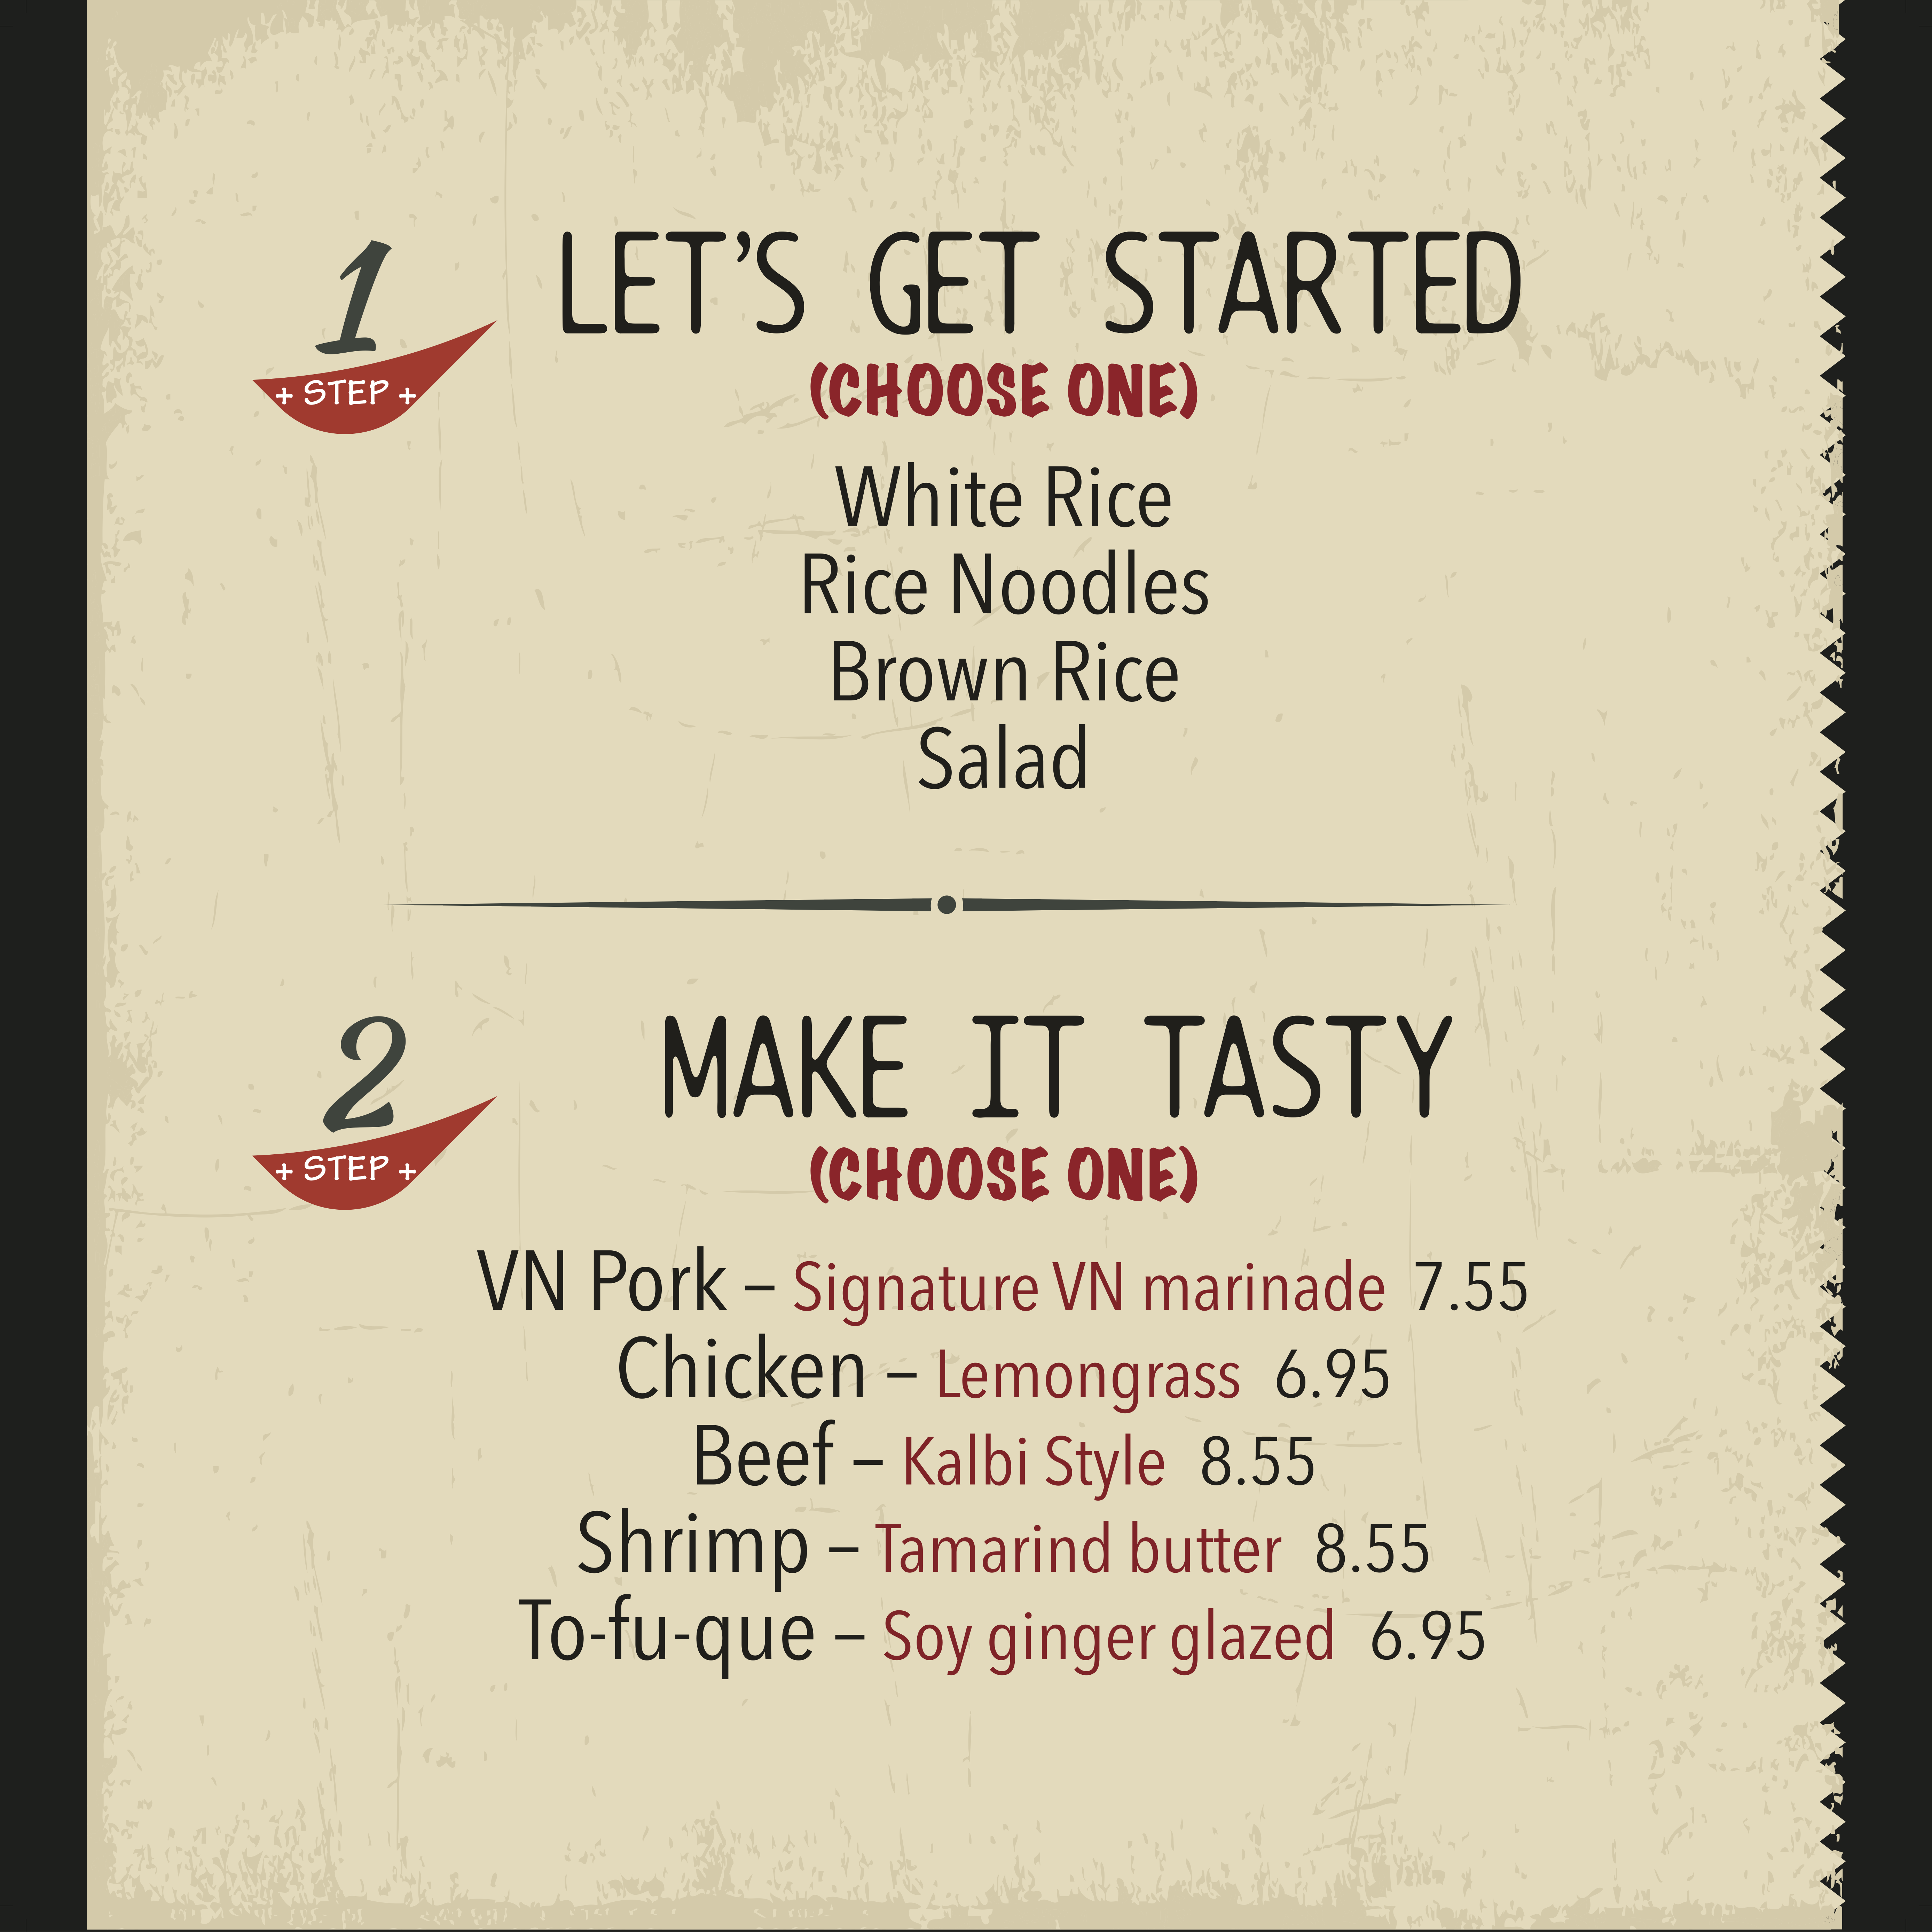 1
+ STEP +
LET’S GET STARTED
(CHOOSE ONE)
White Rice
Rice Noodles
Brown Rice
Salad
2
+ STEP +
MAKE IT TASTY
(CHOOSE ONE)
VN Pork – Signature VN marinade 7.55
Chicken – Lemongrass 6.95
Beef – Kalbi Style 8.55
Shrimp – Tamarind butter 8.55
To-fu-que – Soy ginger glazed 6.95